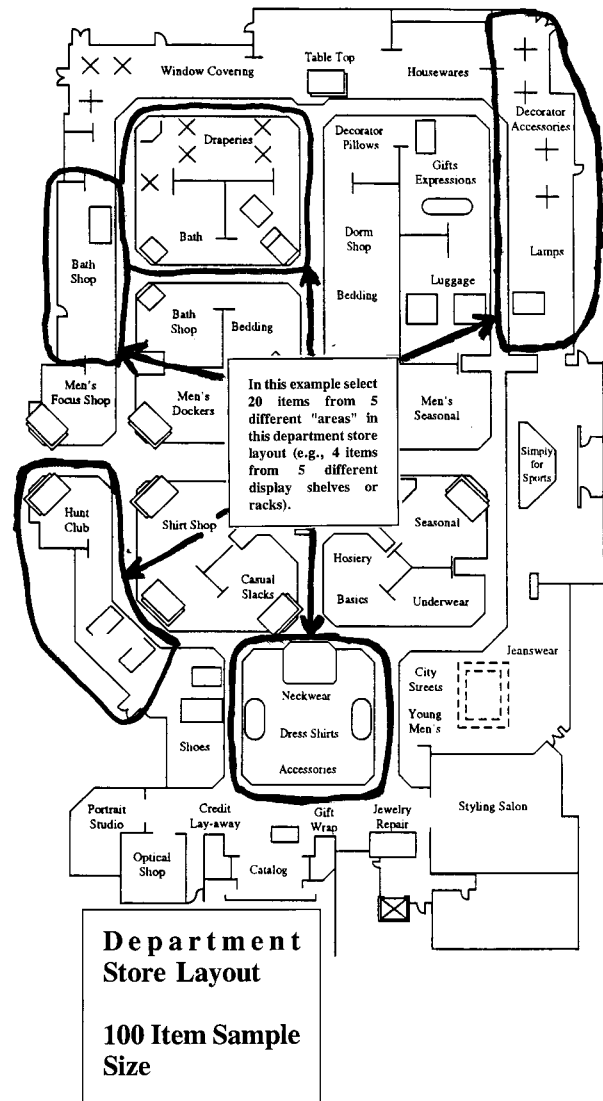 Table Top
Window Covering
Housewares
Decorator
Accessories
Draperies
Decorator
Pillows
Gifts
Expressions
Bath
Dorm
Shop
Lamps
Bath
Shop
Luggage
Bedding
Bath
Shop
Bedding
Men's
Focus Shop
Men's
Dockers
In this example select
20 items from 5
different "areas" in
this department store
layout (e.g., 4 items
from 5 different
display shelves or
racks).
Men's
Seasonal
Simply
for
Sports
Hunt
Club
Shirt Shop
Seasonal
Hosiery
Casual
Slacks
Basics
Underwear
Jeanswear
City
Streets
Young
Men's
Neckwear
Dress Shirts
Accessories
Shoes
Portrait
Studio
Credit
Lay-away
Gift
Wrap
Jewelry
Repair
Styling Salon
Optical
Shop
Catalog
Department
Store Layout
100 Item Sample
Size